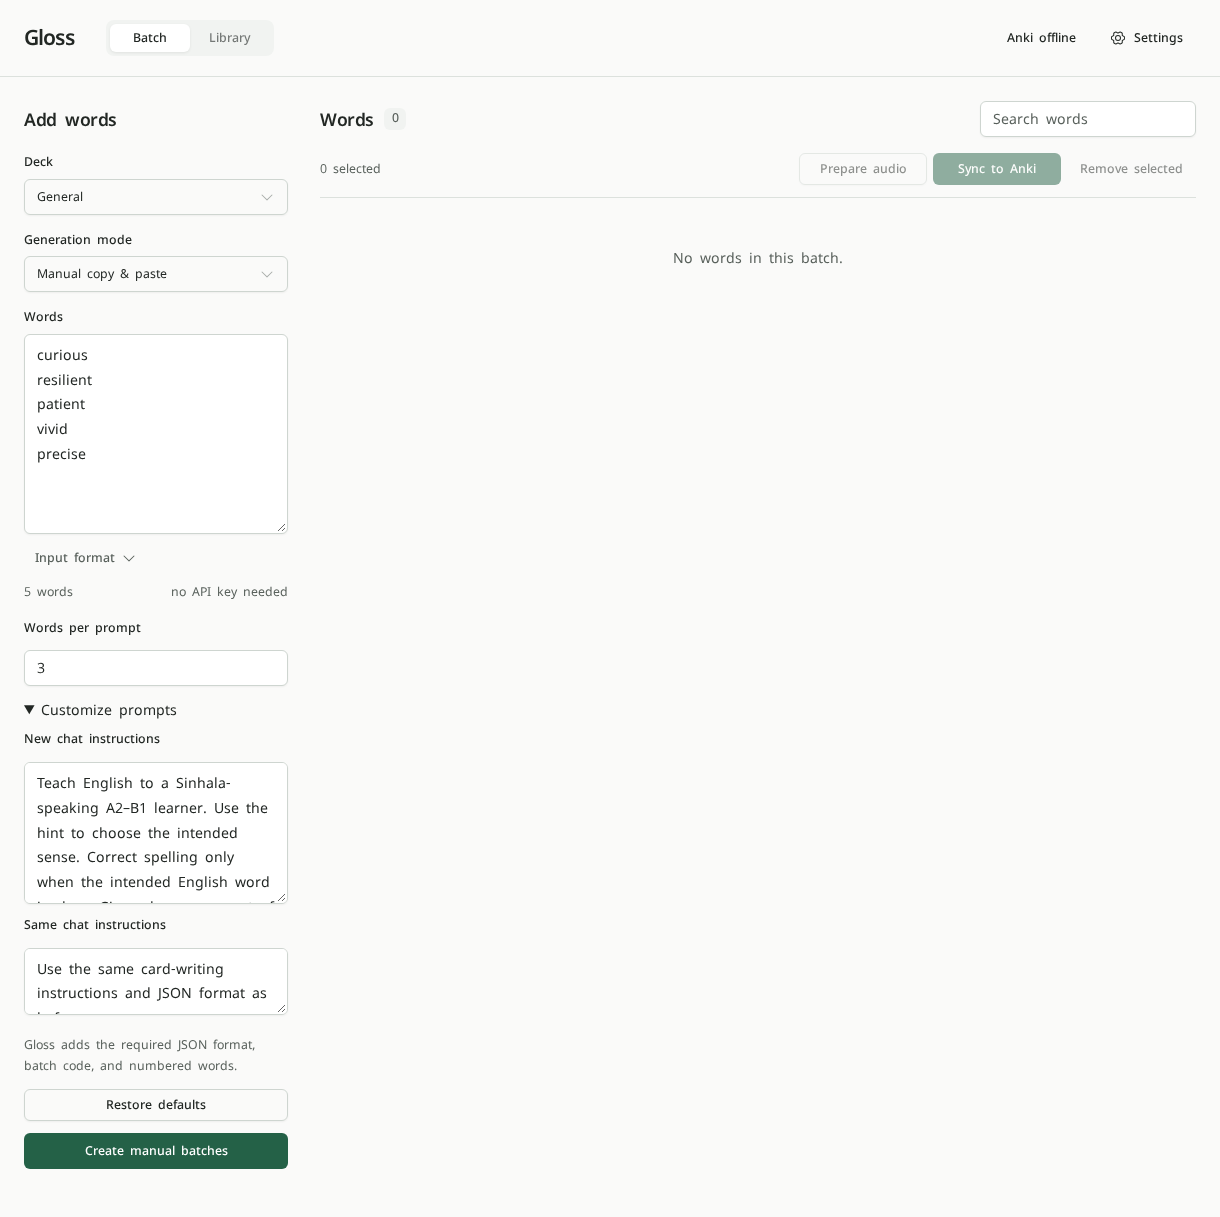 Gloss
Batch
Library
Anki offline
Settings
Add words
Deck
General
Generation mode
Manual copy & paste
Words
curious
resilient
patient
vivid
precise
Input format
5 words
no API key needed
Words per prompt
3
Customize prompts
New chat instructions
Teach English to a Sinhala-
speaking A2–B1 learner. Use the
hint to choose the intended
sense. Correct spelling only
when the intended English word
Same chat instructions
Use the same card-writing
instructions and JSON format as
Gloss adds the required JSON format,
batch code, and numbered words.
Restore defaults
Create manual batches
Words 0
Search words
0 selected
Prepare audio
Sync to Anki
Remove selected
No words in this batch.